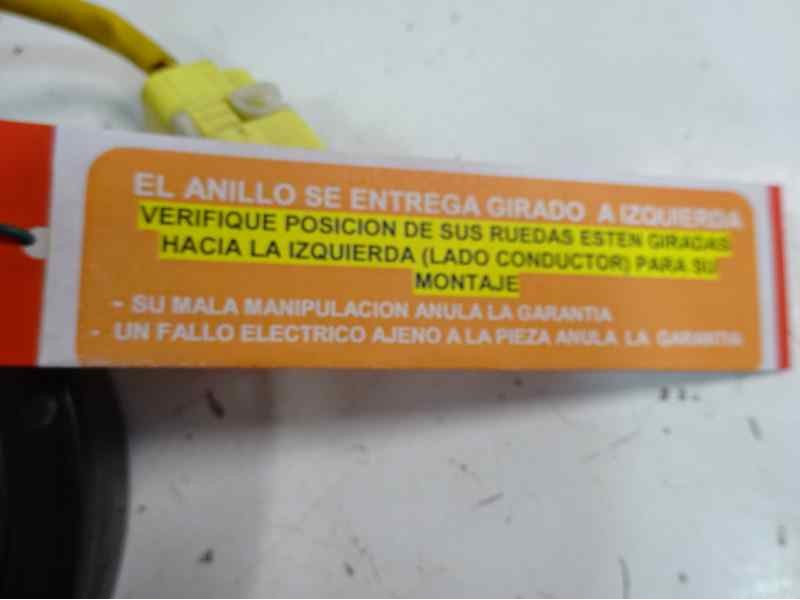 EL ANILLO SE ENTREGA GIRADO A IZQUIERDA
VERIFIQUE POSICION DE SUS RUEDAS ESTEN GIRADAS
HACIA LA IZQUIERDA (LADO CONDUCTOR) PARA SU
MONTAJE
- SU MALA MANIPULACION ANULA LA GARANTIA
- UN FALLO ELECTRICO AJENO A LA PIEZA ANULA LA GARANTIA